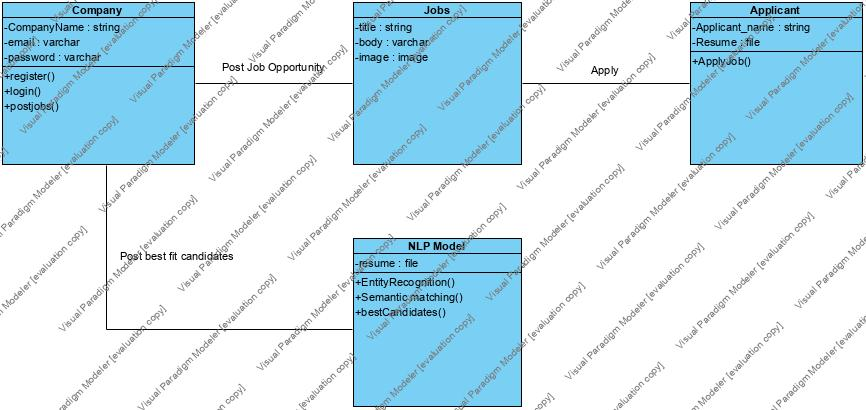 Company
-CompanyName : string
-email : varchar
-password : varchar
+register()
+login()
+postjobs()
Post Job Opportunity
Jobs
-title : string
-body : varchar
-image : image
Apply
Applicant
-Applicant_name : string
-Resume : file
+ApplyJob()
Post best fit candidates
NLP Model
-resume : file
+EntityRecognition()
+Semantic matching()
+bestCandidates()
Visual Paradigm Modeler [evaluation copy]